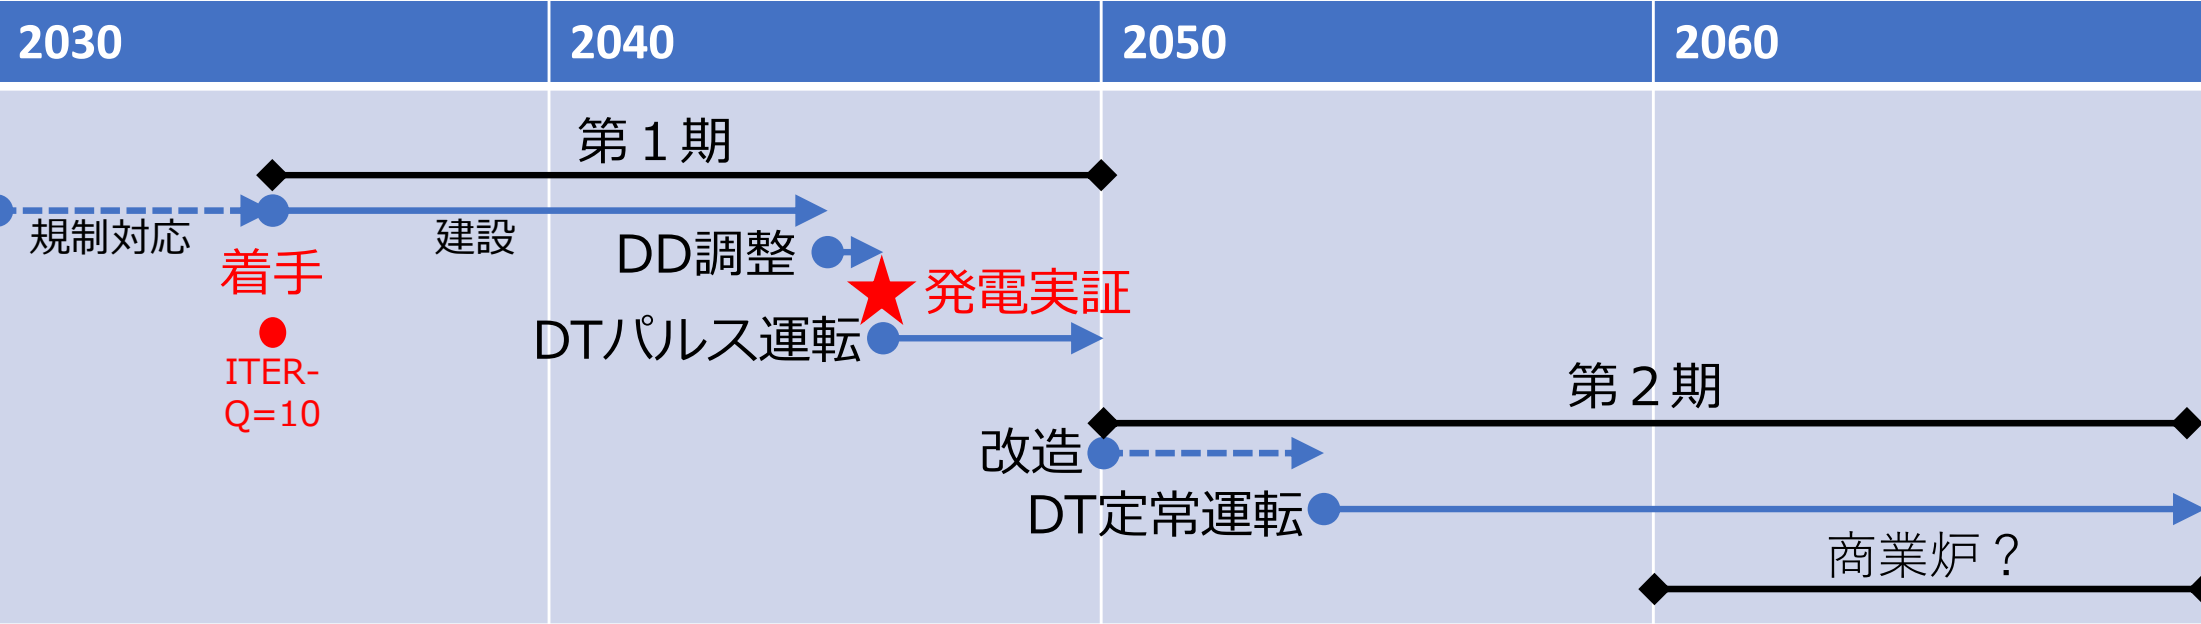 2030
2040
2050
2060
第１期
規制対応
建設
着手
DD調整
発電実証
DTパルス運転
ITER-
Q=10
第２期
改造
DT定常運転
商業炉？